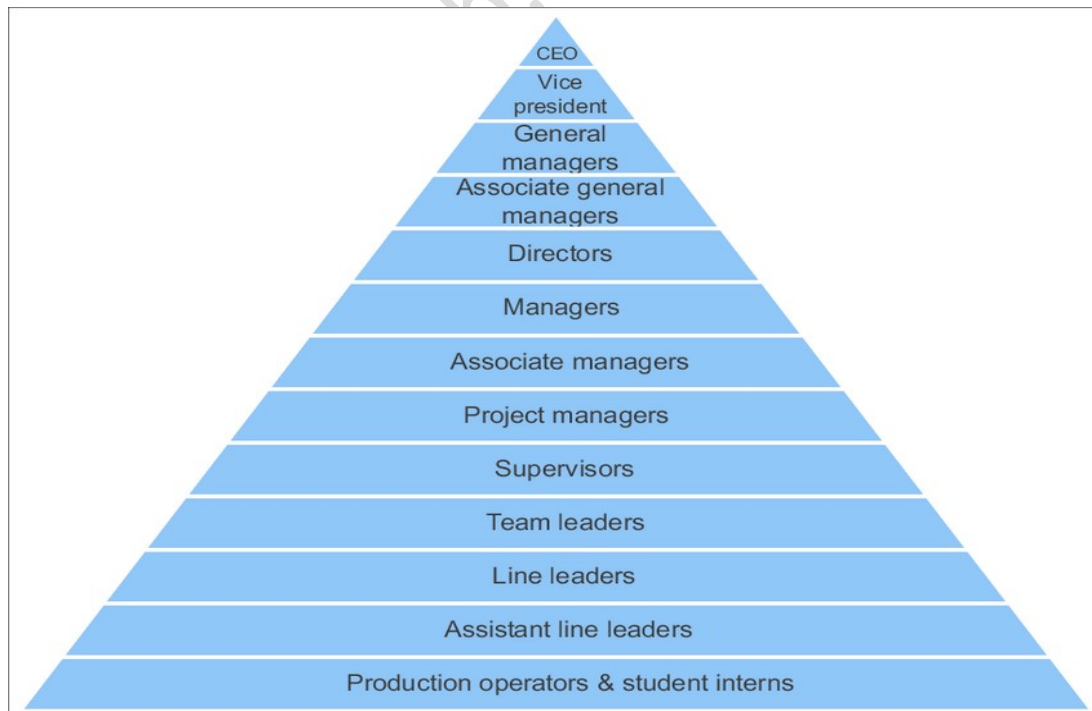 CEO
Vice
president
General
managers
Associate general
managers
Directors
Managers
Associate managers
Project managers
Supervisors
Team leaders
Line leaders
Assistant line leaders
Production operators & student interns